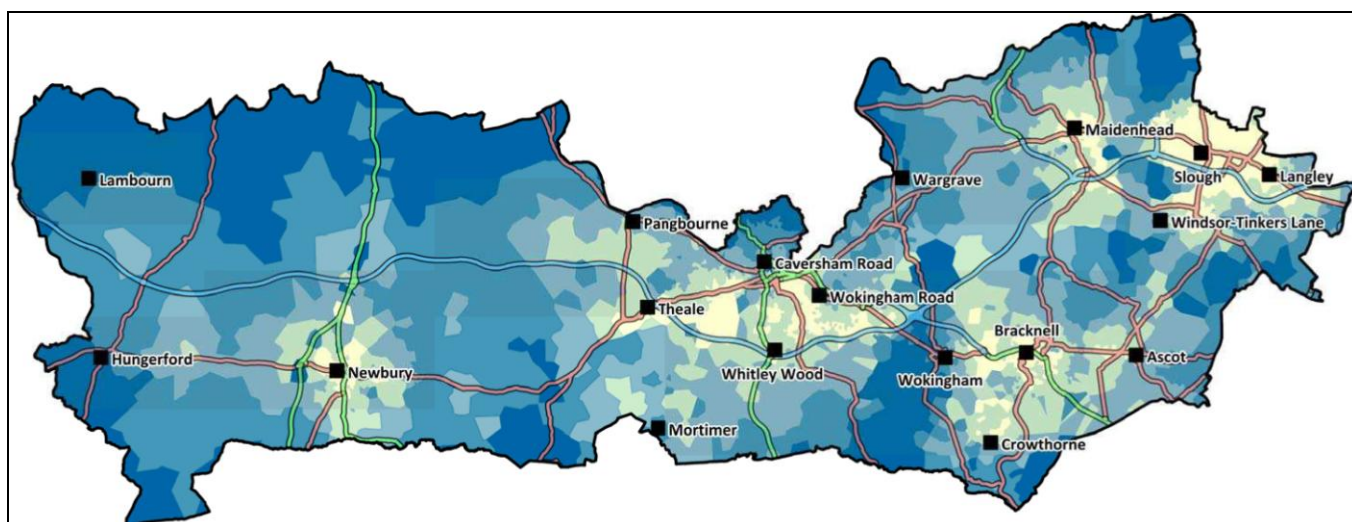 Maidenhead
Slough
Langley
Lambourn
Wargrave
Windsor-Tinkers Lane
Pangbourne
Caversham Road
Wokingham Road
Theale
Bracknell
Hungerford
Newbury
Whitley Wood
Wokingham
Ascot
Mortimer
Crowthorne